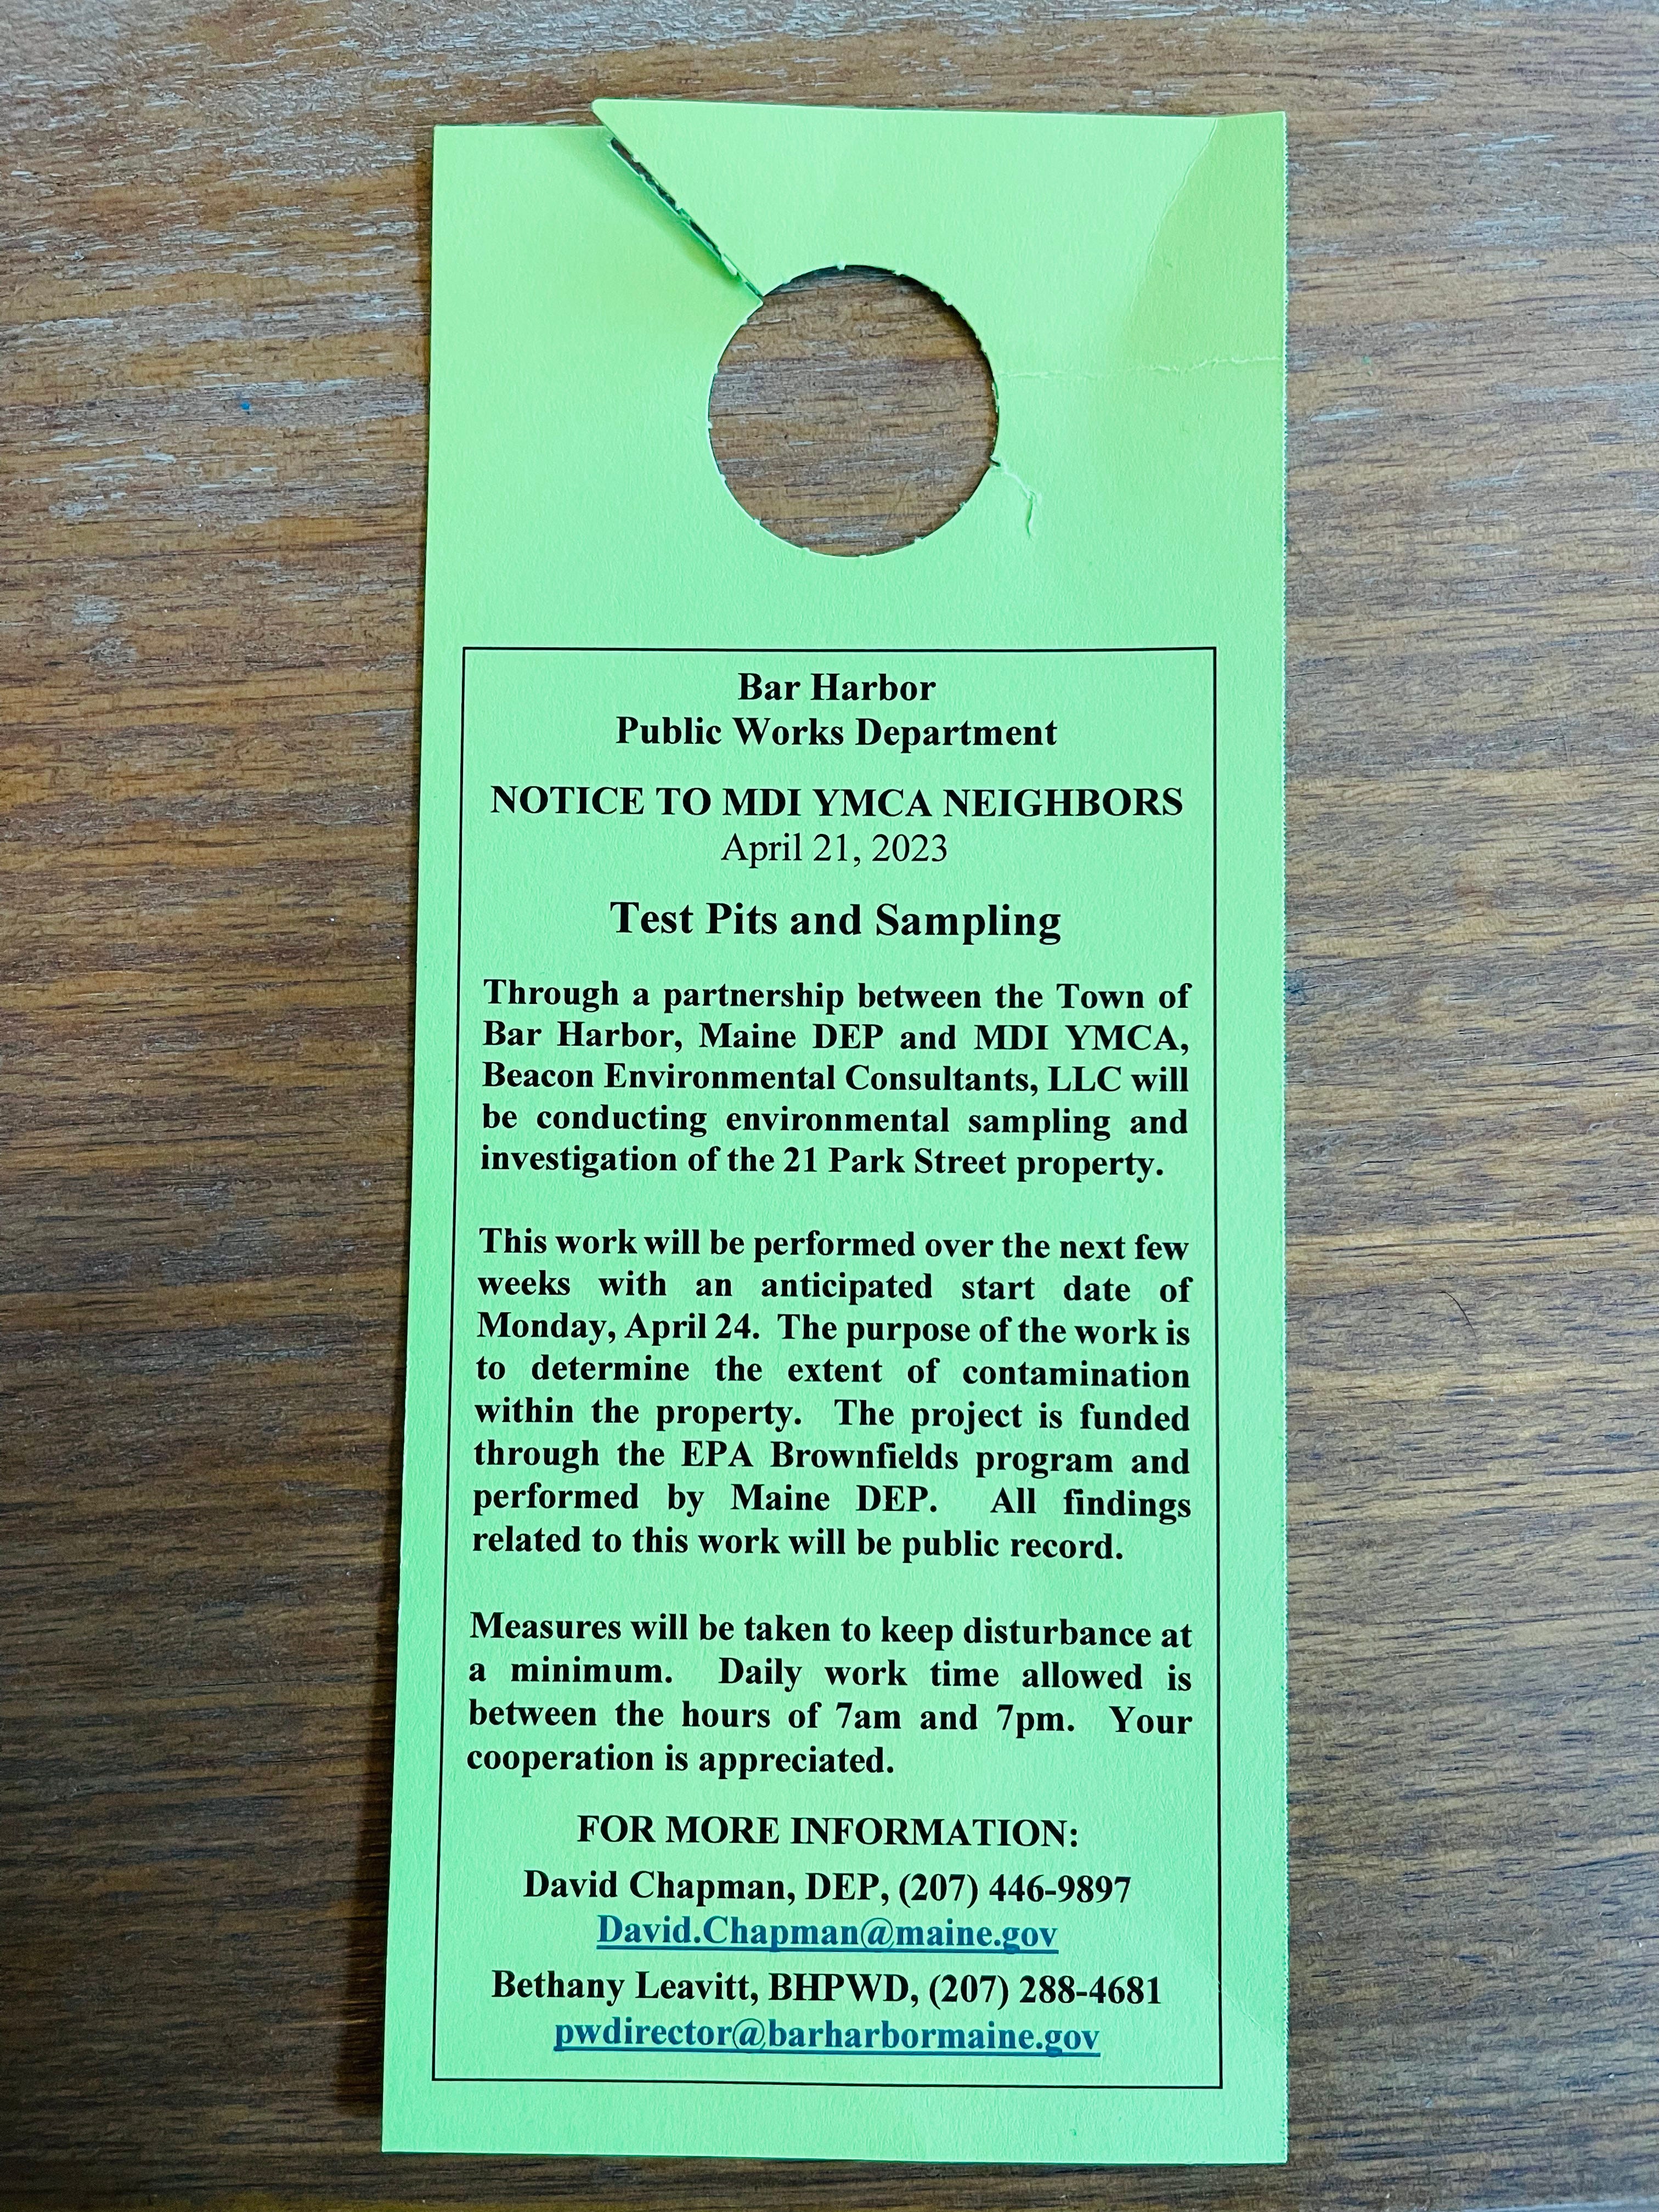 Bar Harbor
Public Works Department
NOTICE TO MDI YMCA NEIGHBORS
April 21, 2023
Test Pits and Sampling
Through a partnership between the Town of
Bar Harbor, Maine DEP and MDI YMCA,
Beacon Environmental Consultants, LLC will
be conducting environmental sampling and
investigation of the 21 Park Street property.
This work will be performed over the next few
weeks with an anticipated start date of
Monday, April 24. The purpose of the work is
to determine the extent of contamination
within the property. The project is funded
through the EPA Brownfields program and
performed by Maine DEP. All findings
related to this work will be public record.
Measures will be taken to keep disturbance at
a minimum. Daily work time allowed is
between the hours of 7am and 7pm. Your
cooperation is appreciated.
FOR MORE INFORMATION:
David Chapman, DEP, (207) 446-9897
David.Chapman@maine.gov
Bethany Leavitt, BHPWD, (207) 288-4681
pwdirector@barharbormaine.gov